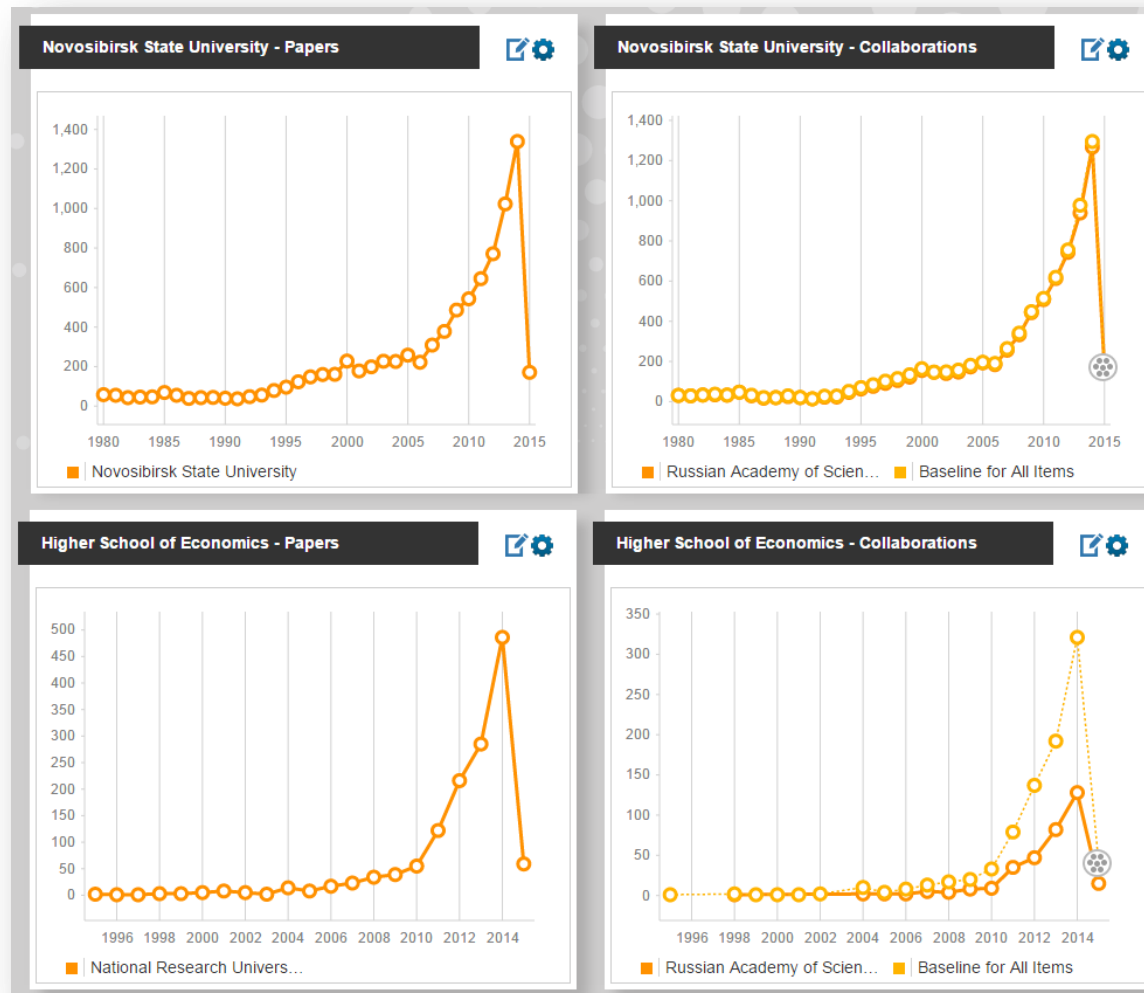 Novosibirsk State University - Papers
1,400
1,200
1,000
800
600
400
200
0
1980 1985 1990 1995 2000 2005 2010 2015
Novosibirsk State University
Novosibirsk State University - Collaborations
1,400
1,200
1,000
800
600
400
200
0
1980 1985 1990 1995 2000 2005 2010 2015
Russian Academy of Scien... Baseline for All Items
Higher School of Economics - Papers
500
450
400
350
300
250
200
150
100
50
0
1996 1998 2000 2002 2004 2006 2008 2010 2012 2014
National Research Univers...
Higher School of Economics - Collaborations
350
300
250
200
150
100
50
0
1996 1998 2000 2002 2004 2006 2008 2010 2012 2014
Russian Academy of Scien... Baseline for All Items